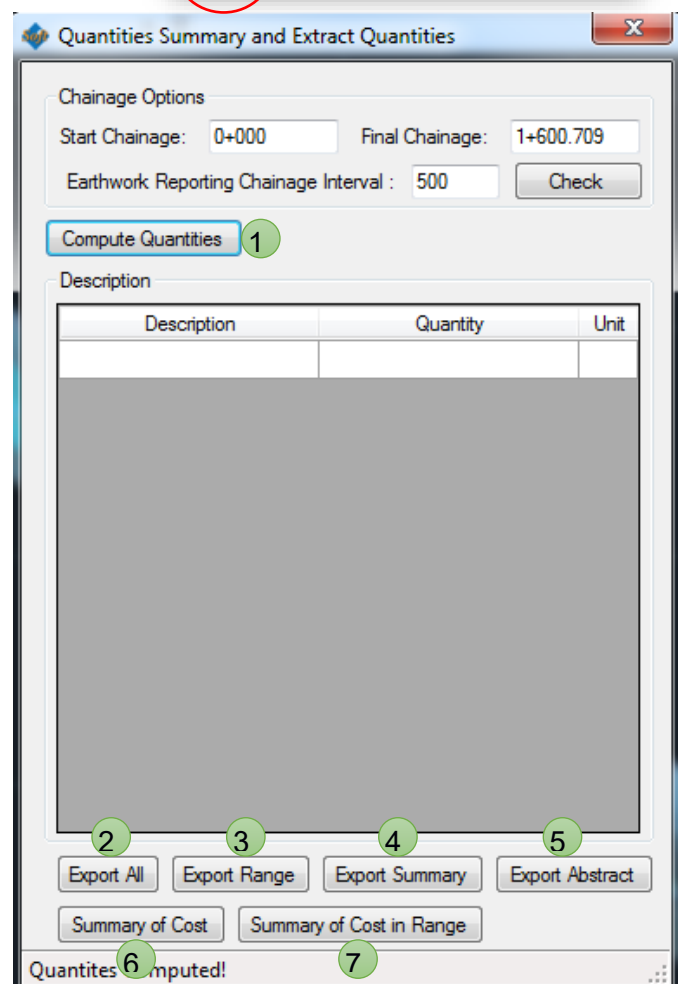 Quantities Summary and Extract Quantities
x
Chainage Options
Start Chainage: 0+000 Final Chainage: 1+600.709
Earthwork Reporting Chainage Interval : 500 Check
Compute Quantities 1
Description
Description Quantity Unit
2 3 4 5
Export All Export Range Export Summary Export Abstract
Summary of Cost Summary of Cost in Range
6 7
Quantites mputed!